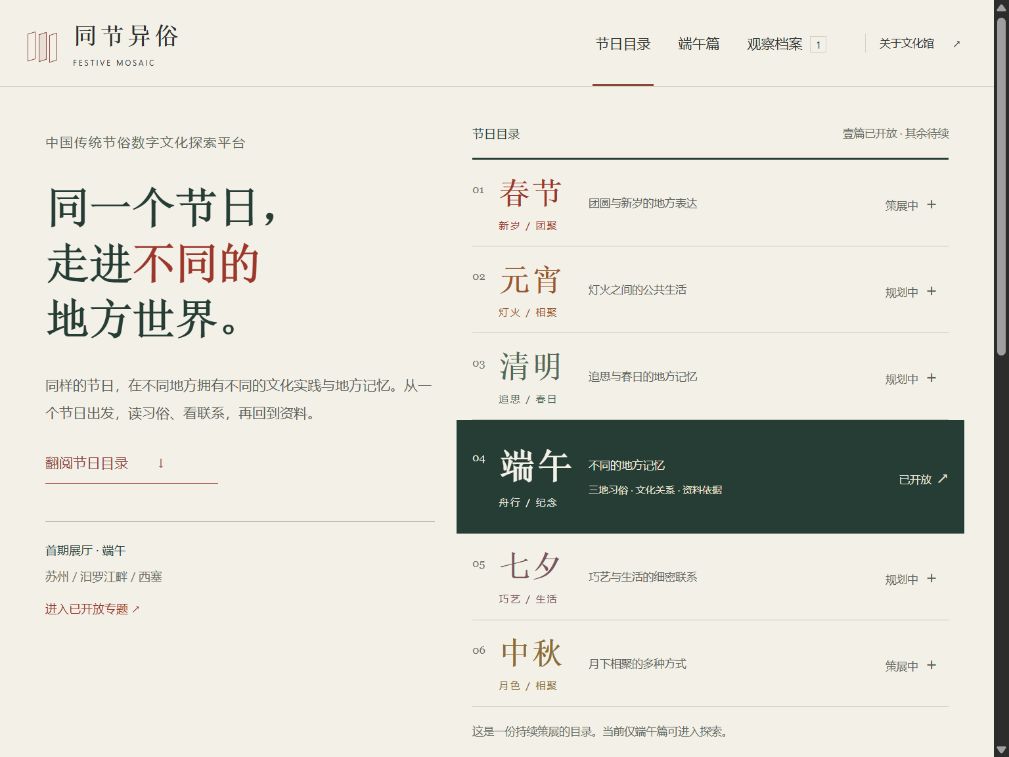 同节异俗
FESTIVE MOSAIC
节日目录
端午篇
观察档案 1
关于文化馆 ↗
中国传统节俗数字文化探索平台
同一个节日，
走进不同的
地方世界。
同样的节日，在不同地方拥有不同的文化实践与地方记忆。从一
个节日出发，读习俗、看联系，再回到资料。
翻阅节日目录 ↓
首期展厅 · 端午
苏州 / 汨罗江畔 / 西塞
进入已开放专题 ↗
节日目录
壹篇已开放 · 其余待续
01 春节 团圆与新岁的地方表达 策展中 +
新岁 / 团聚
02 元宵 灯火之间的公共生活 规划中 +
灯火 / 相聚
03 清明 追思与春日的地方记忆 规划中 +
追思 / 春日
04 端午 不同的地方记忆
三地习俗 · 文化关系 · 资料依据
已开放 ↗
舟行 / 纪念
05 七夕 巧艺与生活的细密联系 规划中 +
巧艺 / 生活
06 中秋 月下相聚的多种方式 策展中 +
月色 / 相聚
这是一份持续策展的目录。当前仅端午篇可进入探索。